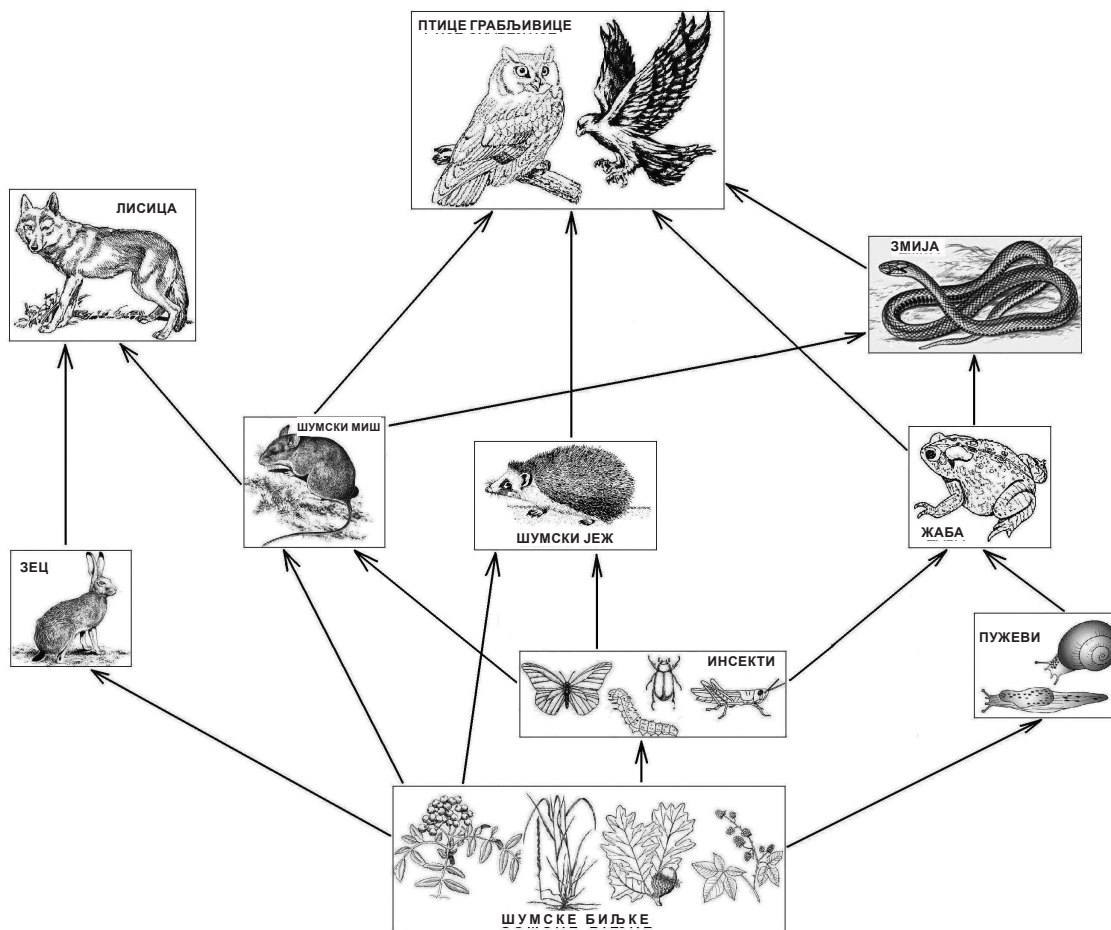 ПТИЦЕ ГРАБЉИВИЦЕ
ЛИСИЦА
ЗМИЈА
ШУМСКИ МИШ
ШУМСКИ ЈЕЖ
ЖАБА
ЗЕЦ
ПУЖЕВИ
ИНСЕКТИ
ШУМСКЕ БИЉКЕ